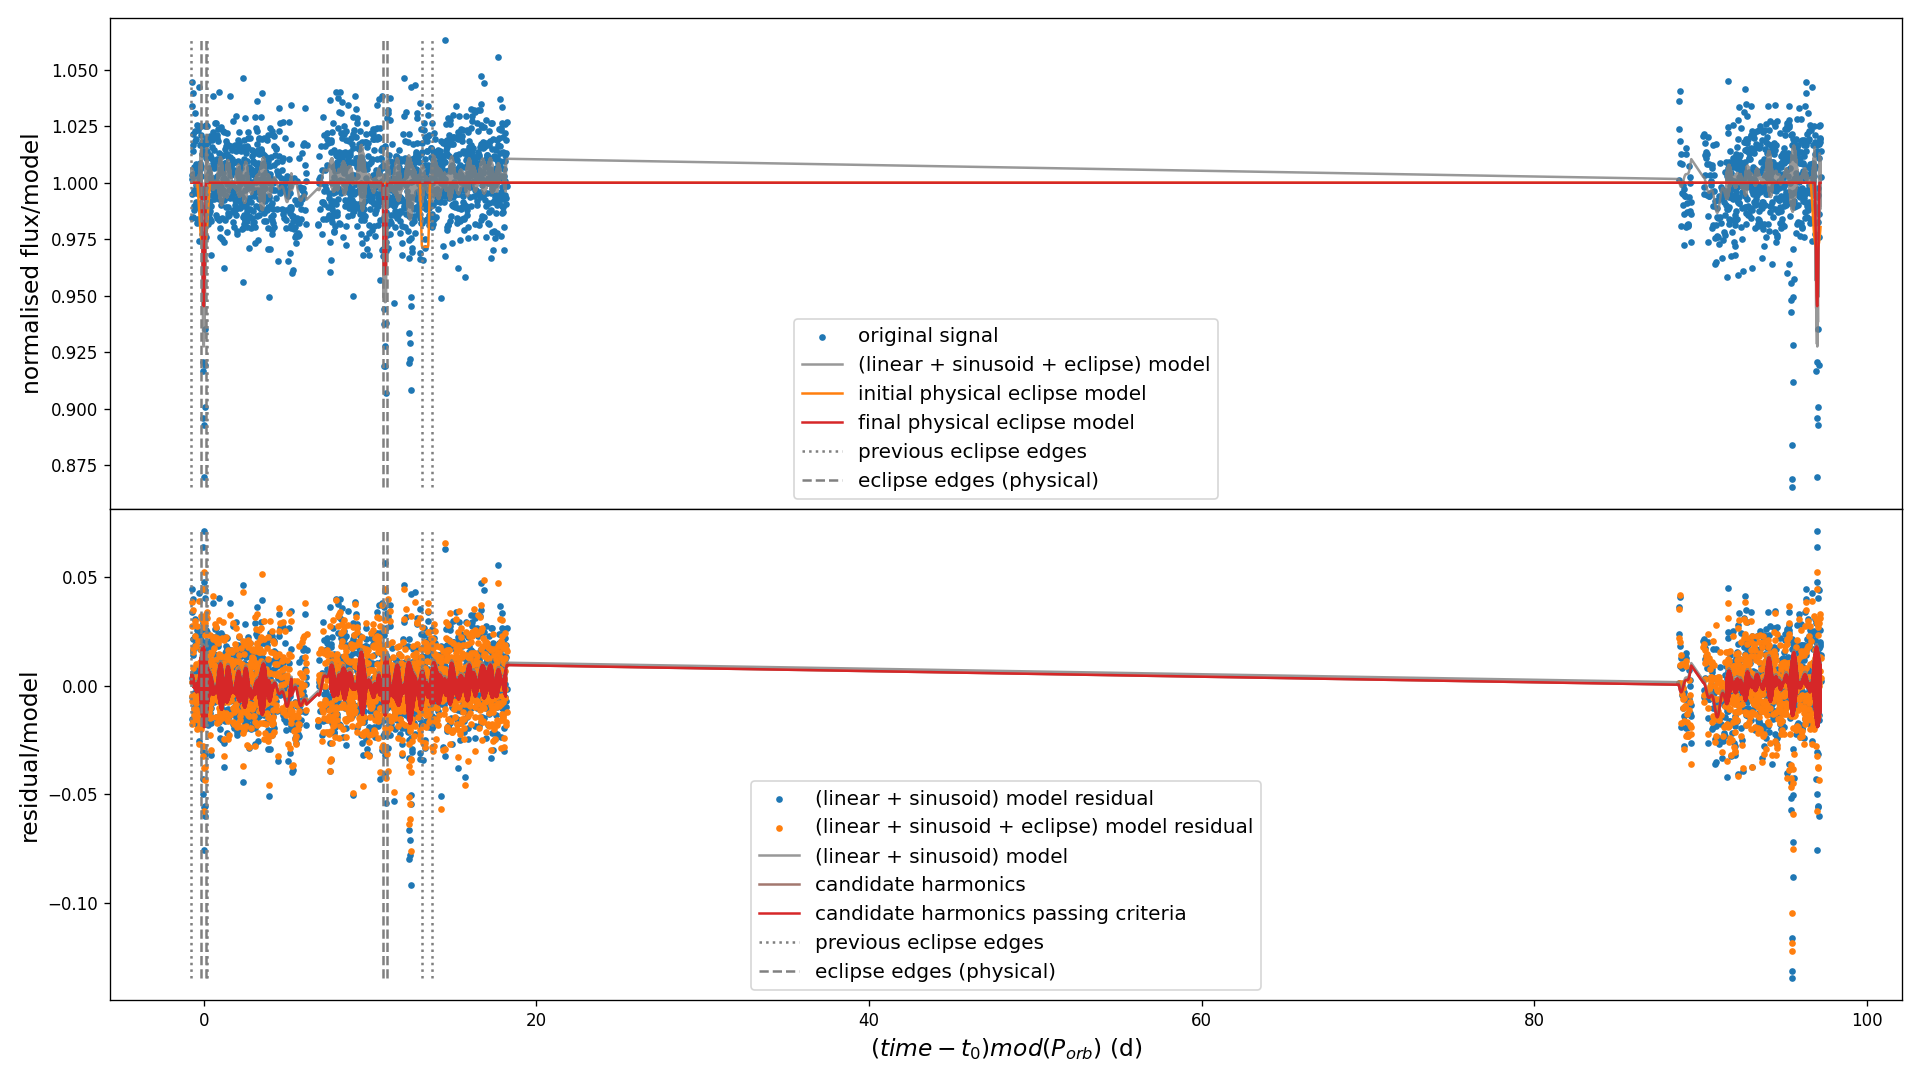 normalised flux/model
1.050
1.025
1.000
0.975
0.950
0.925
0.900
0.875
original signal
(linear + sinusoid + eclipse) model
initial physical eclipse model
final physical eclipse model
previous eclipse edges
eclipse edges (physical)
residual/model
0.05
0.00
−0.05
−0.10
(linear + sinusoid) model residual
(linear + sinusoid + eclipse) model residual
(linear + sinusoid) model
candidate harmonics
candidate harmonics passing criteria
previous eclipse edges
eclipse edges (physical)
0 20 40 60 80 100
(time − t₀)mod(P_orb) (d)